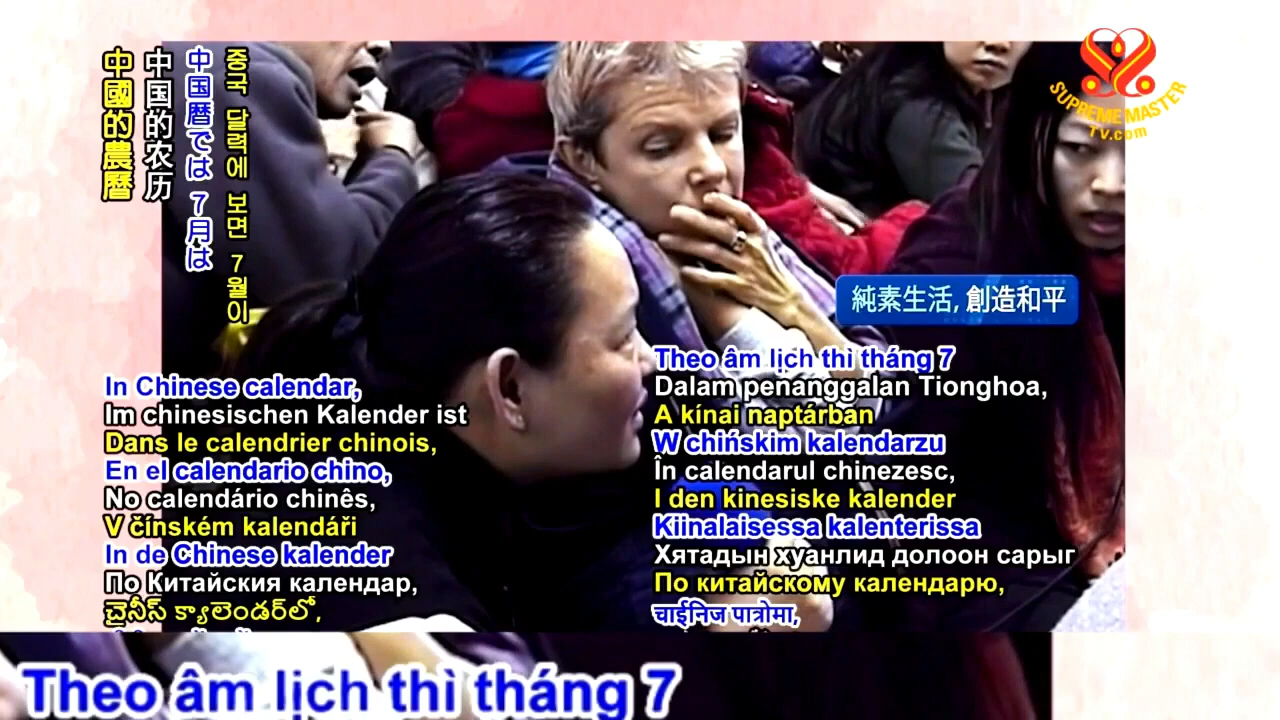 中國的農曆
中国的农历
中国暦では 7月は
중국 달력에 보면 7월이
SUPREME MASTER
TV.com
純素生活, 創造和平
In Chinese calendar,
Im chinesischen Kalender ist
Dans le calendrier chinois,
En el calendario chino,
No calendário chinês,
V čínském kalendáři
In de Chinese kalender
По Китайския календар,
చైనీస్ క్యాలెండర్‌లో,
Theo âm lịch thì tháng 7
Dalam penanggalan Tionghoa,
A kínai naptárban
W chińskim kalendarzu
În calendarul chinezesc,
I den kinesiske kalender
Kiinalaisessa kalenterissa
Хятадын хуанлид долоон сарыг
По китайскому календарю,
चाईनिज पात्रोमा,
Theo âm lịch thì tháng 7